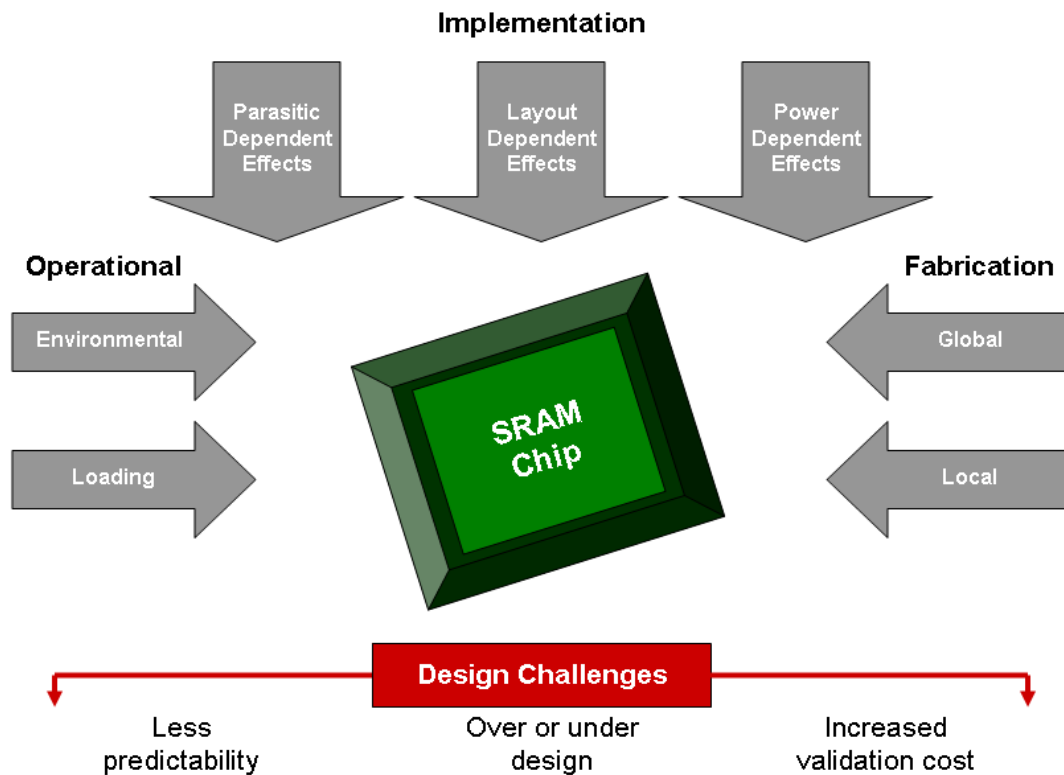 Implementation
Parasitic
Dependent
Effects
Layout
Dependent
Effects
Power
Dependent
Effects
Operational
Environmental
Loading
Fabrication
Global
Local
SRAM
Chip
Design Challenges
Less
predictability
Over or under
design
Increased
validation cost